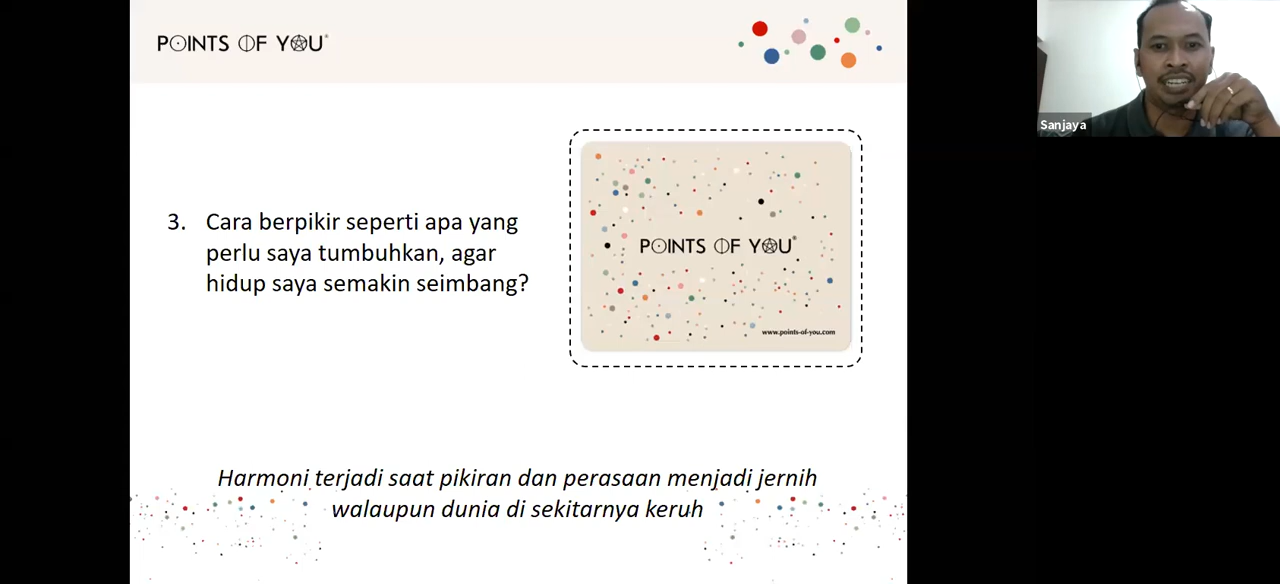 POINTS OF YOU®
Sanjaya
3. Cara berpikir seperti apa yang
perlu saya tumbuhkan, agar
hidup saya semakin seimbang?
POINTS OF YOU®
www.points-of-you.com
Harmoni terjadi saat pikiran dan perasaan menjadi jernih
walaupun dunia di sekitarnya keruh